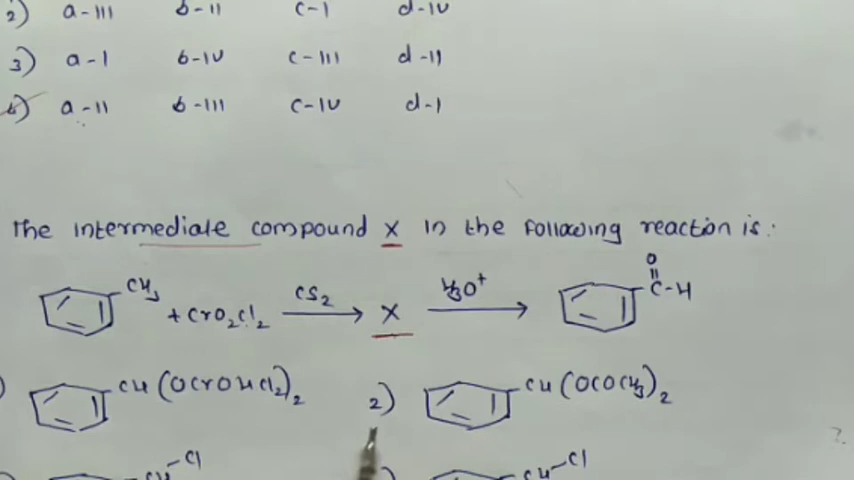 2) a-III b-II c-I d-IV
3) a-I b-IV c-III d-II
a-II b-III c-IV d-I
The intermediate compound X in the following reaction is:
CH3 + CrO2Cl2 CS2 X H3O+ O C-H
) CH(OCrOHCl2)2 2) CH(OCOCH3)2
CH-Cl ) CH-Cl
?